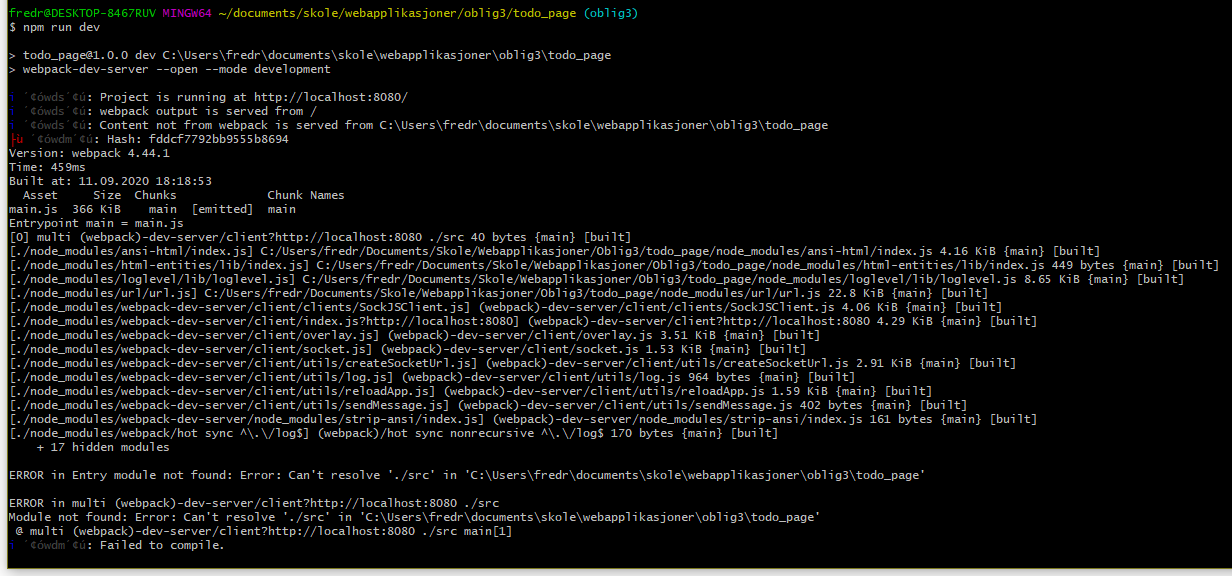 fredr@DESKTOP-8467RUV MINGW64 ~/documents/skole/webapplikasjoner/oblig3/todo_page (oblig3)
$ npm run dev
> todo_page@1.0.0 dev C:\Users\fredr\documents\skole\webapplikasjoner\oblig3\todo_page
> webpack-dev-server --open --mode development
i ´¢ówds´¢ú: Project is running at http://localhost:8080/
i ´¢ówds´¢ú: webpack output is served from /
i ´¢ówds´¢ú: Content not from webpack is served from C:\Users\fredr\documents\skole\webapplikasjoner\oblig3\todo_page
´¢ówdm´¢ú: Hash: fddcf7792bb9555b8694
Version: webpack 4.44.1
Time: 459ms
Built at: 11.09.2020 18:18:53
Asset Size Chunks Chunk Names
main.js 366 KiB main [emitted] main
Entrypoint main = main.js
[0] multi (webpack)-dev-server/client?http://localhost:8080 ./src 40 bytes {main} [built]
[./node_modules/ansi-html/index.js] C:/Users/fredr/Documents/Skole/Webapplikasjoner/Oblig3/todo_page/node_modules/ansi-html/index.js 4.16 KiB {main} [built]
[./node_modules/html-entities/lib/index.js] C:/Users/fredr/Documents/Skole/Webapplikasjoner/Oblig3/todo_page/node_modules/html-entities/lib/index.js 449 bytes {main} [built]
[./node_modules/loglevel/lib/loglevel.js] C:/Users/fredr/Documents/Skole/Webapplikasjoner/Oblig3/todo_page/node_modules/loglevel/lib/loglevel.js 8.65 KiB {main} [built]
[./node_modules/url/url.js] C:/Users/fredr/Documents/Skole/Webapplikasjoner/Oblig3/todo_page/node_modules/url/url.js 22.8 KiB {main} [built]
[./node_modules/webpack-dev-server/client/clients/SockJSClient.js] (webpack)-dev-server/client/clients/SockJSClient.js 4.06 KiB {main} [built]
[./node_modules/webpack-dev-server/client/index.js?http://localhost:8080] (webpack)-dev-server/client?http://localhost:8080 4.29 KiB {main} [built]
[./node_modules/webpack-dev-server/client/overlay.js] (webpack)-dev-server/client/overlay.js 3.51 KiB {main} [built]
[./node_modules/webpack-dev-server/client/socket.js] (webpack)-dev-server/client/socket.js 1.53 KiB {main} [built]
[./node_modules/webpack-dev-server/client/utils/createSocketUrl.js] (webpack)-dev-server/client/utils/createSocketUrl.js 2.91 KiB {main} [built]
[./node_modules/webpack-dev-server/client/utils/log.js] (webpack)-dev-server/client/utils/log.js 964 bytes {main} [built]
[./node_modules/webpack-dev-server/client/utils/reloadApp.js] (webpack)-dev-server/client/utils/reloadApp.js 1.59 KiB {main} [built]
[./node_modules/webpack-dev-server/client/utils/sendMessage.js] (webpack)-dev-server/client/utils/sendMessage.js 402 bytes {main} [built]
[./node_modules/webpack-dev-server/node_modules/strip-ansi/index.js] (webpack)-dev-server/node_modules/strip-ansi/index.js 161 bytes {main} [built]
[./node_modules/webpack/hot sync ^\.\/log$] (webpack)/hot sync nonrecursive ^\.\/log$ 170 bytes {main} [built]
+ 17 hidden modules
ERROR in Entry module not found: Error: Can't resolve './src' in 'C:\Users\fredr\documents\skole\webapplikasjoner\oblig3\todo_page'
ERROR in multi (webpack)-dev-server/client?http://localhost:8080 ./src
Module not found: Error: Can't resolve './src' in 'C:\Users\fredr\documents\skole\webapplikasjoner\oblig3\todo_page'
@ multi (webpack)-dev-server/client?http://localhost:8080 ./src main[1]
i ´¢ówdm´¢ú: Failed to compile.